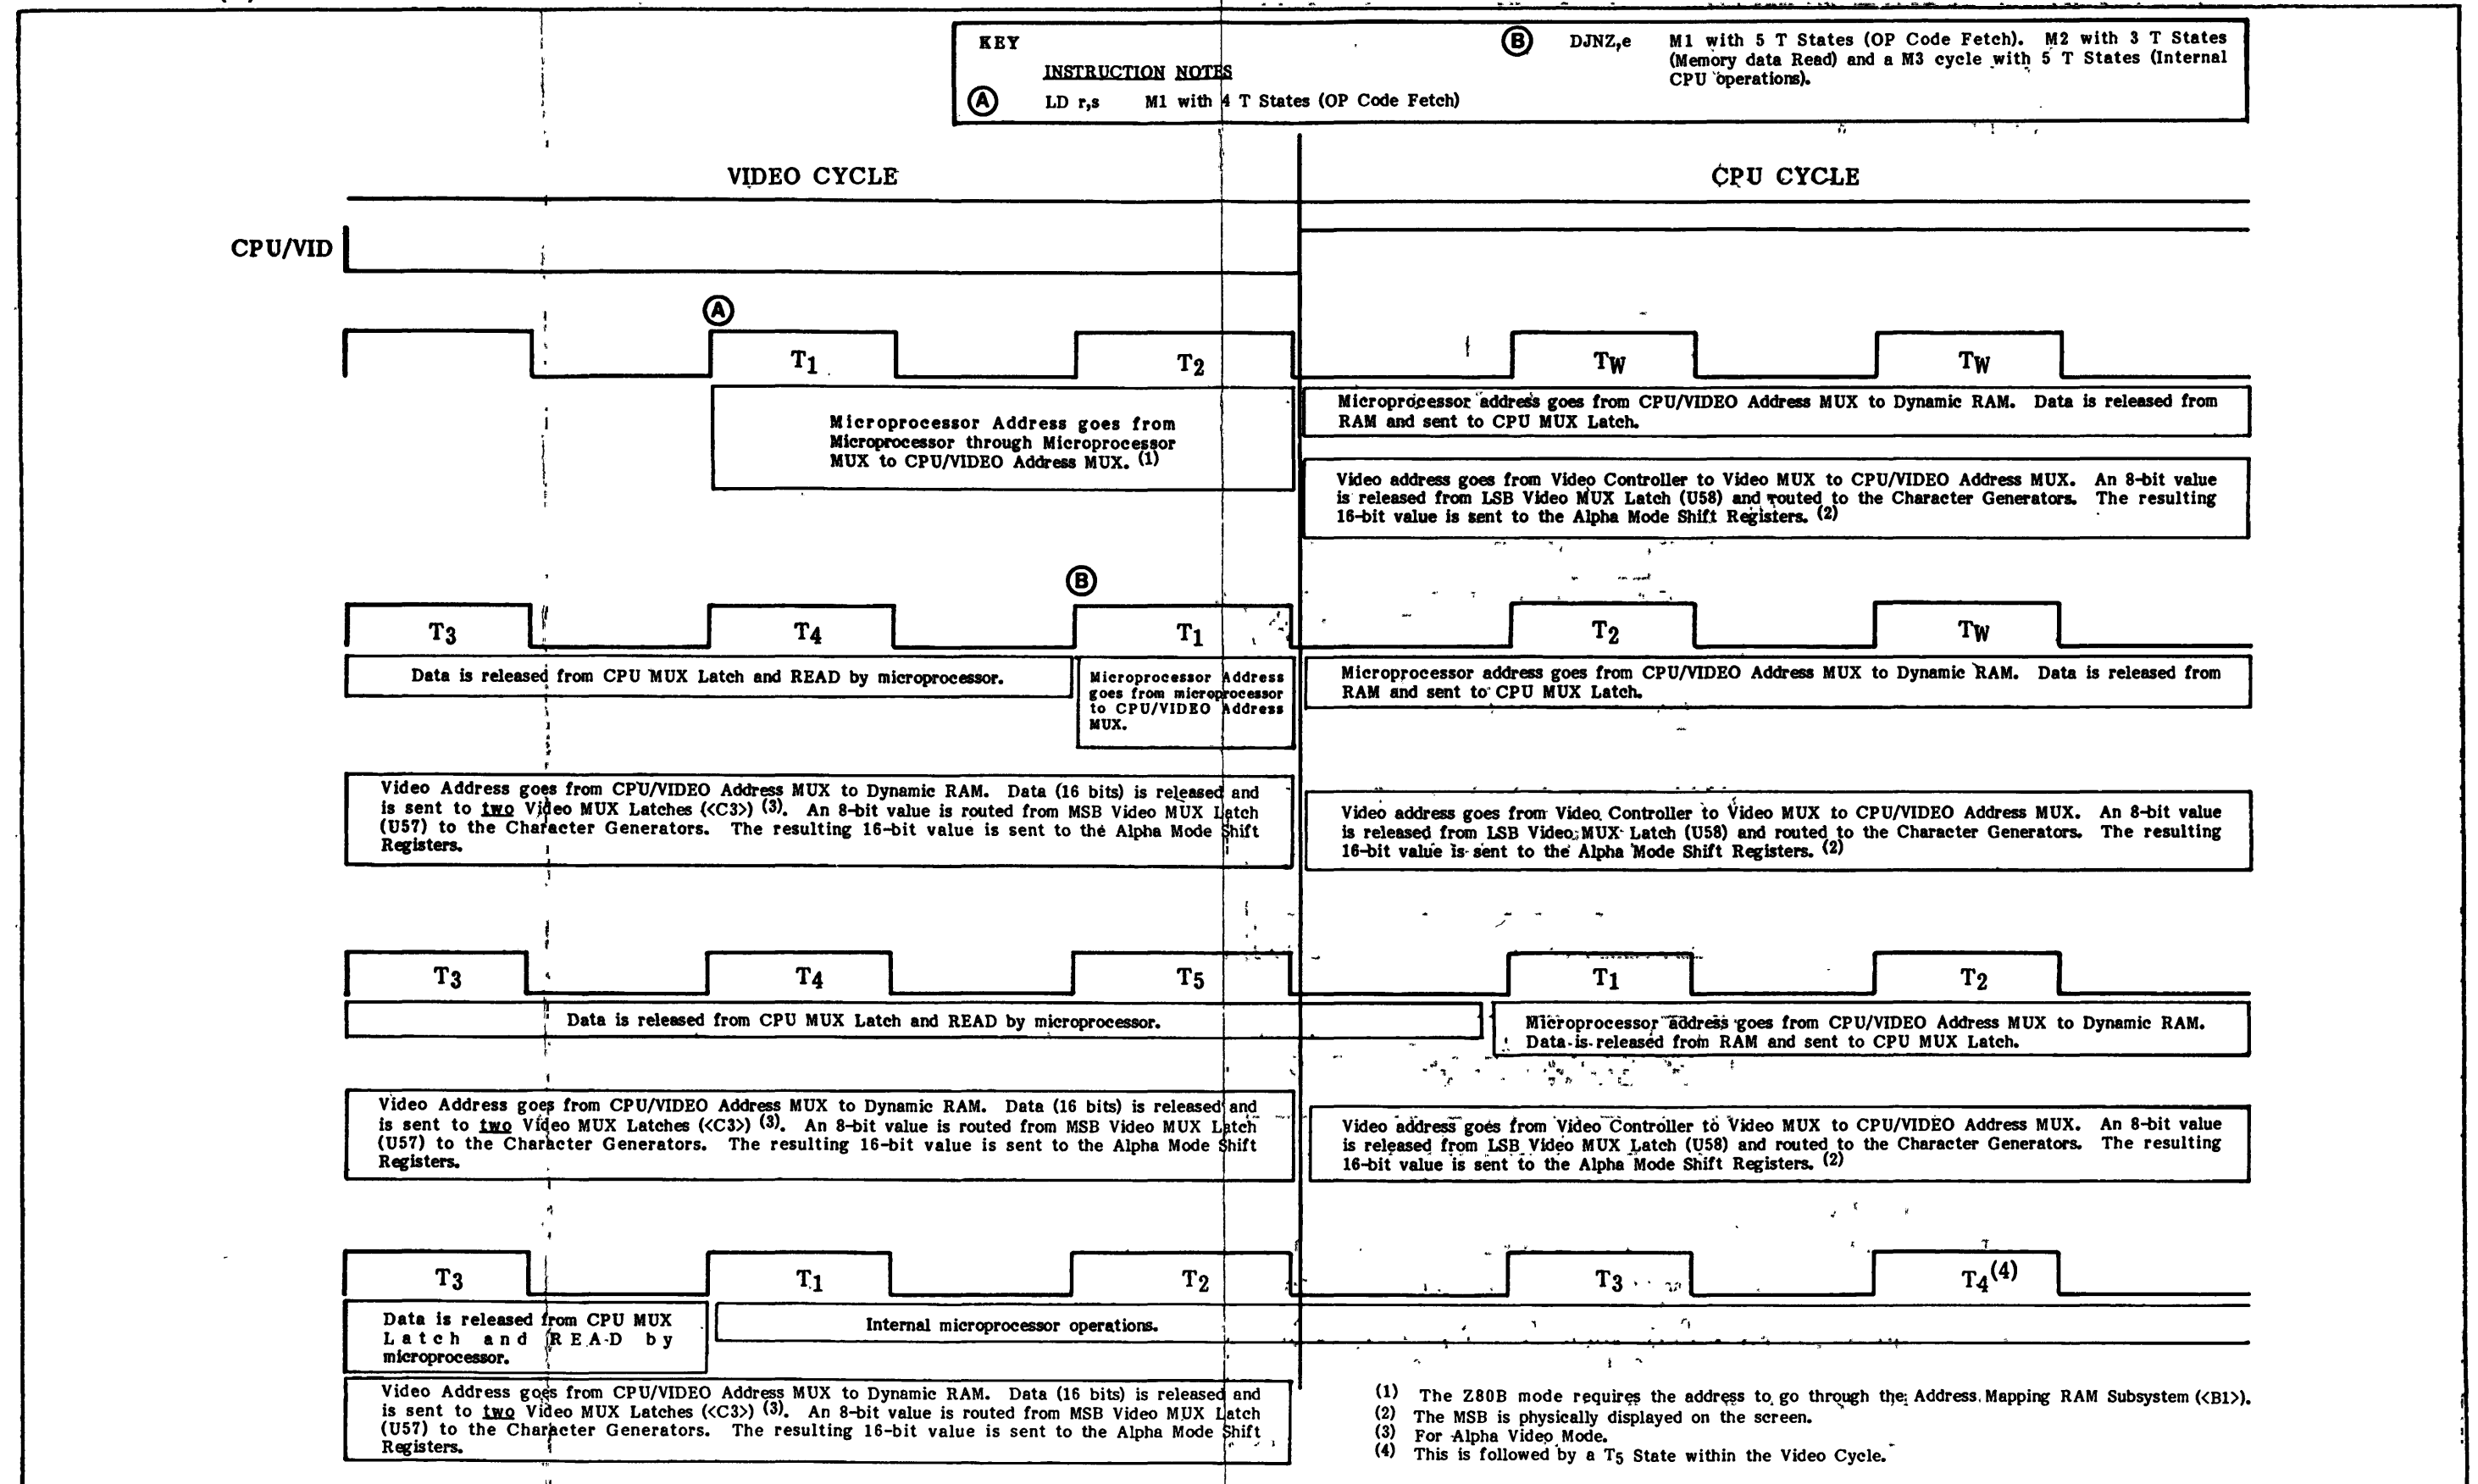 KEY
INSTRUCTION NOTES
A LD r,s M1 with 4 T States (OP Code Fetch)
B DJNZ,e M1 with 5 T States (OP Code Fetch). M2 with 3 T States
(Memory data Read) and a M3 cycle with 5 T States (Internal
CPU operations).
VIDEO CYCLE
CPU CYCLE
CPU/VID
A
T1
T2
TW
TW
Microprocessor Address goes from
Microprocessor through Microprocessor
MUX to CPU/VIDEO Address MUX. (1)
Microprocessor address goes from CPU/VIDEO Address MUX to Dynamic RAM. Data is released from
RAM and sent to CPU MUX Latch.
Video address goes from Video Controller to Video MUX to CPU/VIDEO Address MUX. An 8-bit value
is released from LSB Video MUX Latch (U58) and routed to the Character Generators. The resulting
16-bit value is sent to the Alpha Mode Shift Registers. (2)
B
T3
T4
T1
T2
TW
Data is released from CPU MUX Latch and READ by microprocessor.
Microprocessor Address
goes from microprocessor
to CPU/VIDEO Address
MUX.
Microprocessor address goes from CPU/VIDEO Address MUX to Dynamic RAM. Data is released from
RAM and sent to CPU MUX Latch.
Video Address goes from CPU/VIDEO Address MUX to Dynamic RAM. Data (16 bits) is released and
is sent to two Video MUX Latches (<C3>) (3). An 8-bit value is routed from MSB Video MUX Latch
(U57) to the Character Generators. The resulting 16-bit value is sent to the Alpha Mode Shift
Registers.
Video address goes from Video Controller to Video MUX to CPU/VIDEO Address MUX. An 8-bit value
is released from LSB Video MUX Latch (U58) and routed to the Character Generators. The resulting
16-bit value is sent to the Alpha Mode Shift Registers. (2)
T3
T4
T5
T1
T2
Data is released from CPU MUX Latch and READ by microprocessor.
Microprocessor address goes from CPU/VIDEO Address MUX to Dynamic RAM.
Data is released from RAM and sent to CPU MUX Latch.
Video Address goes from CPU/VIDEO Address MUX to Dynamic RAM. Data (16 bits) is released and
is sent to two Video MUX Latches (<C3>) (3). An 8-bit value is routed from MSB Video MUX Latch
(U57) to the Character Generators. The resulting 16-bit value is sent to the Alpha Mode Shift
Registers.
Video address goes from Video Controller to Video MUX to CPU/VIDEO Address MUX. An 8-bit value
is released from LSB Video MUX Latch (U58) and routed to the Character Generators. The resulting
16-bit value is sent to the Alpha Mode Shift Registers. (2)
T3
T1
T2
T3
T4(4)
Data is released from CPU MUX
Latch and READ by
microprocessor.
Internal microprocessor operations.
Video Address goes from CPU/VIDEO Address MUX to Dynamic RAM. Data (16 bits) is released and
is sent to two Video MUX Latches (<C3>) (3). An 8-bit value is routed from MSB Video MUX Latch
(U57) to the Character Generators. The resulting 16-bit value is sent to the Alpha Mode Shift
Registers.
(1) The Z80B mode requires the address to go through the Address Mapping RAM Subsystem (<B1>).
(2) The MSB is physically displayed on the screen.
(3) For Alpha Video Mode.
(4) This is followed by a T5 State within the Video Cycle.